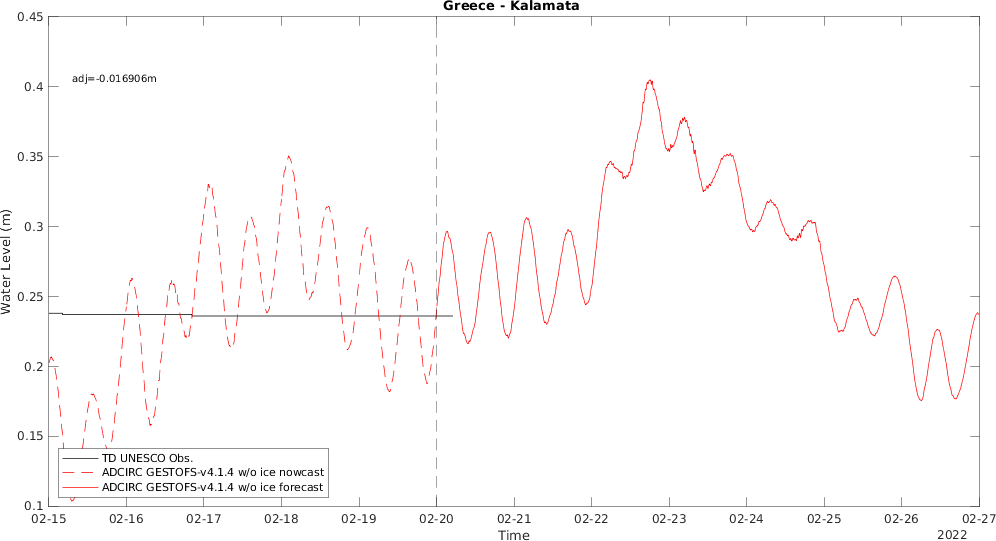 Greece - Kalamata
0.45
0.4
0.35
0.3
0.25
0.2
0.15
0.1
Water Level (m)
adj=-0.016906m
TD UNESCO Obs.
ADCIRC GESTOFS-v4.1.4 w/o ice nowcast
ADCIRC GESTOFS-v4.1.4 w/o ice forecast
02-15 02-16 02-17 02-18 02-19 02-20 02-21 02-22 02-23 02-24 02-25 02-26 02-27
Time
2022